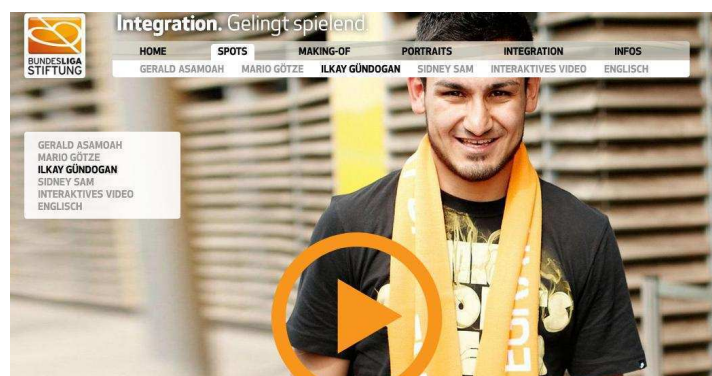 Integration. Gelingt spielend.
BUNDESLIGA
STIFTUNG
HOME SPOTS MAKING-OF PORTRAITS INTEGRATION INFOS
GERALD ASAMOAH MARIO GÖTZE ILKAY GÜNDOGAN SIDNEY SAM INTERAKTIVES VIDEO ENGLISCH
GERALD ASAMOAH
MARIO GÖTZE
ILKAY GÜNDOGAN
SIDNEY SAM
INTERAKTIVES VIDEO
ENGLISCH